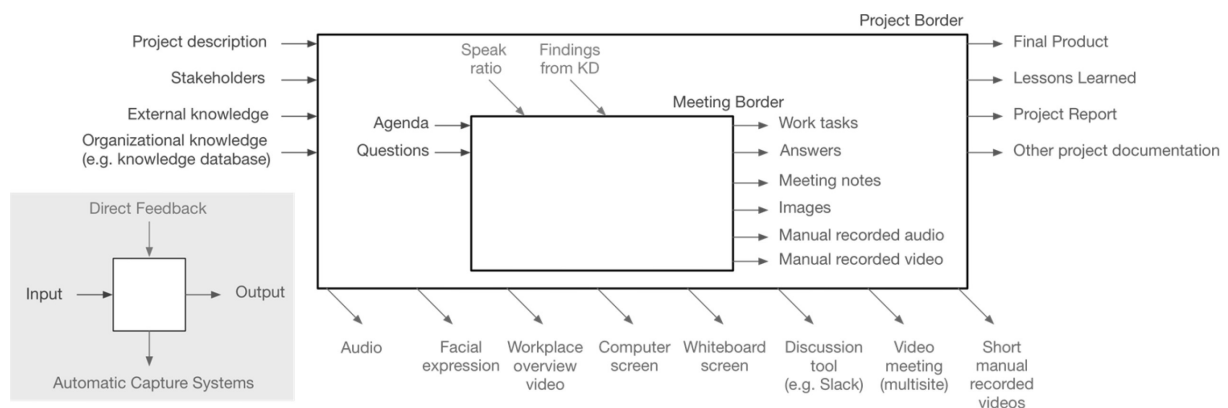 Project Border
Project description
Stakeholders
External knowledge
Organizational knowledge
(e.g. knowledge database)
Speak
ratio
Findings
from KD
Meeting Border
Agenda
Questions
Work tasks
Answers
Meeting notes
Images
Manual recorded audio
Manual recorded video
Final Product
Lessons Learned
Project Report
Other project documentation
Direct Feedback
Input
Output
Automatic Capture Systems
Audio
Facial
expression
Workplace
overview
video
Computer
screen
Whiteboard
screen
Discussion
tool
(e.g. Slack)
Video
meeting
(multisite)
Short
manual
recorded
videos